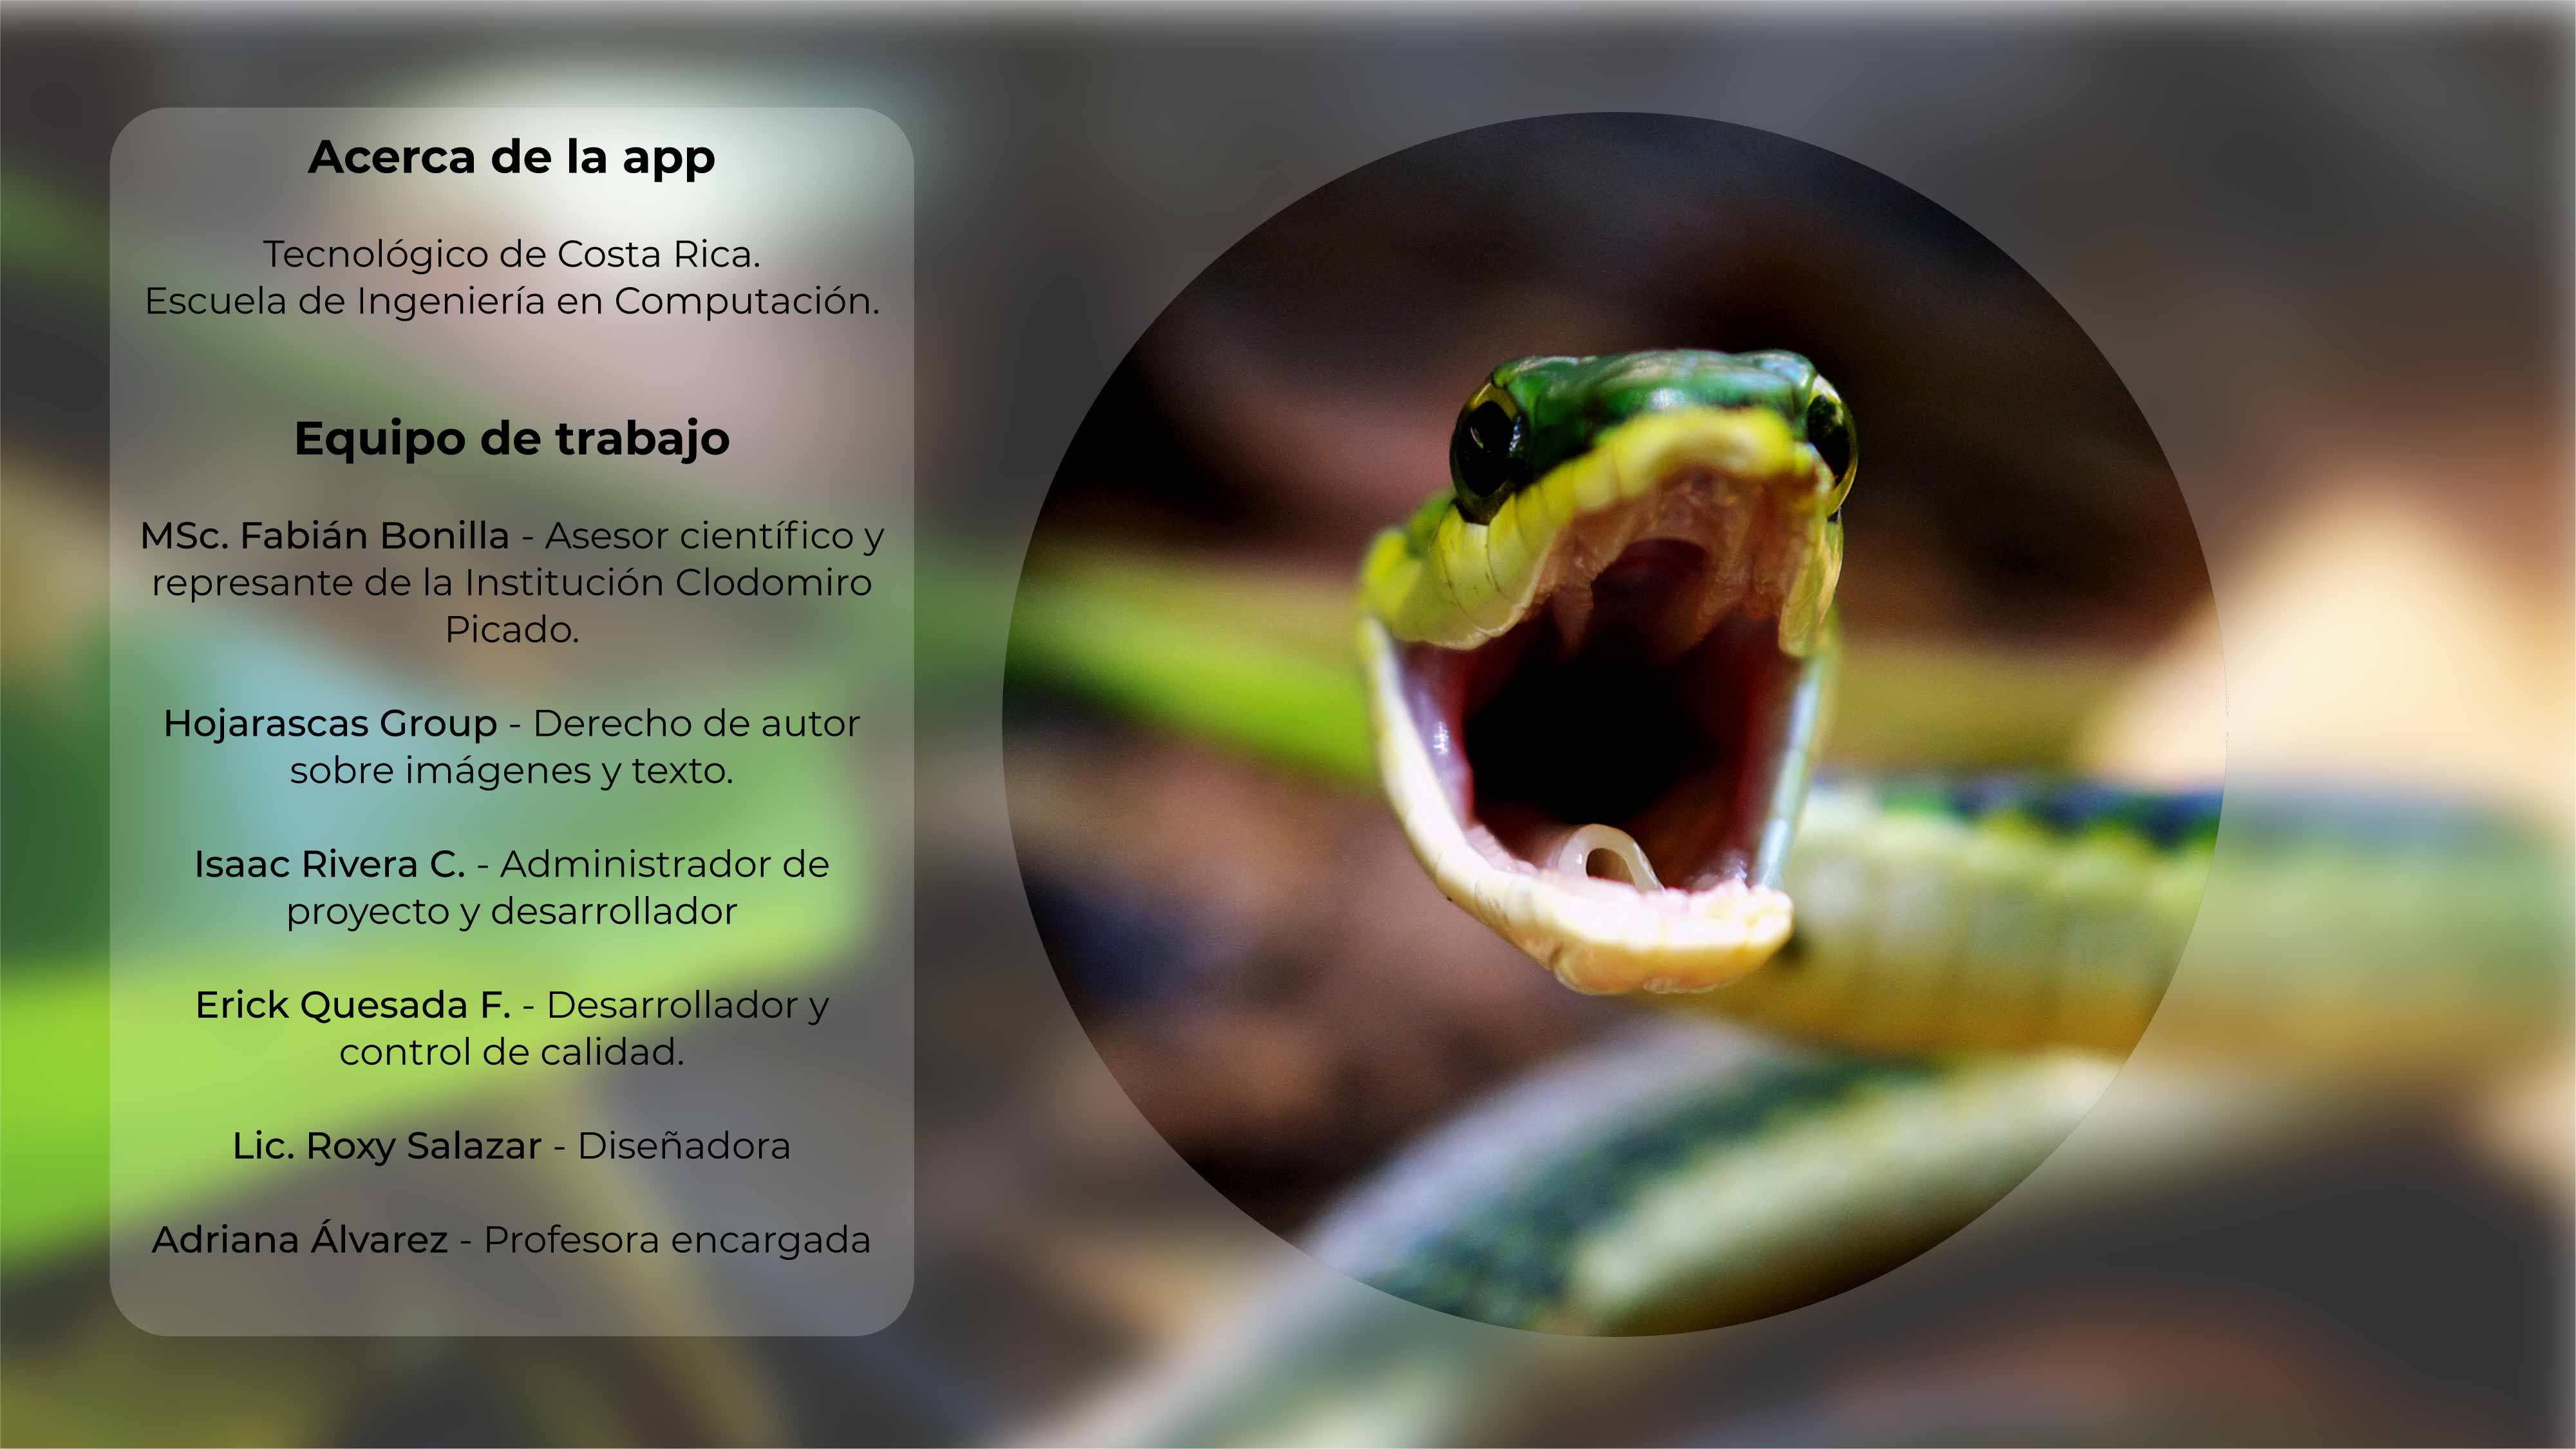 Acerca de la app
Tecnológico de Costa Rica.
Escuela de Ingeniería en Computación.
Equipo de trabajo
MSc. Fabián Bonilla - Asesor científico y
represante de la Institución Clodomiro
Picado.
Hojarascas Group - Derecho de autor
sobre imágenes y texto.
Isaac Rivera C. - Administrador de
proyecto y desarrollador
Erick Quesada F. - Desarrollador y
control de calidad.
Lic. Roxy Salazar - Diseñadora
Adriana Álvarez - Profesora encargada